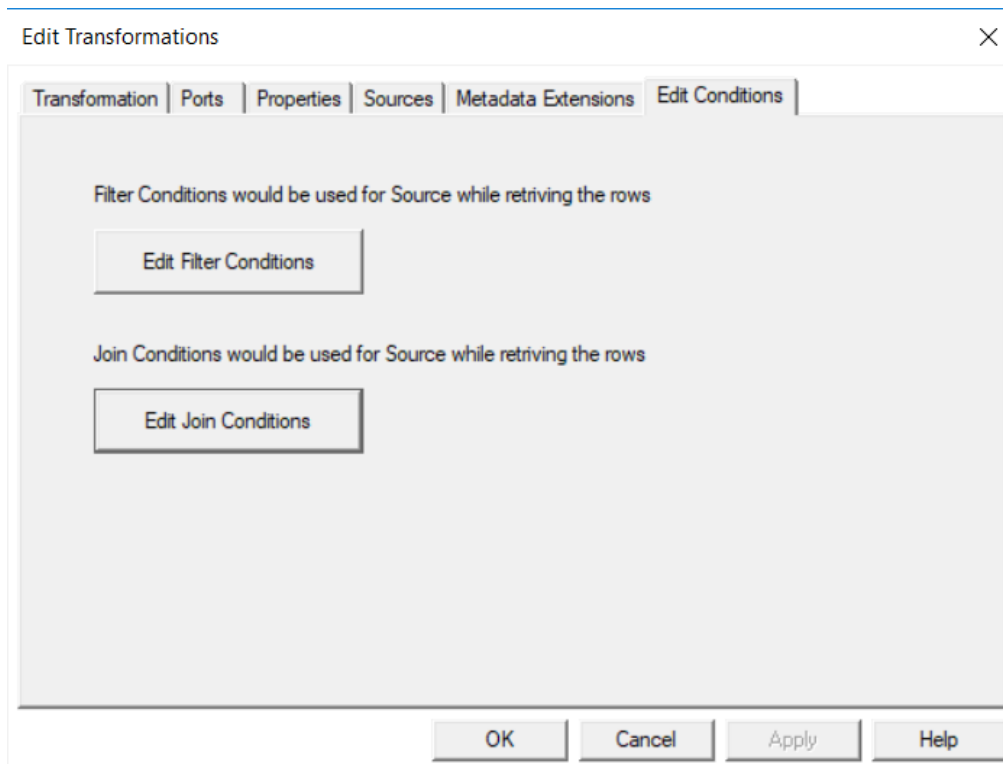 Edit Transformations
Transformation Ports Properties Sources Metadata Extensions Edit Conditions
Filter Conditions would be used for Source while retriving the rows
Edit Filter Conditions
Join Conditions would be used for Source while retriving the rows
Edit Join Conditions
OK Cancel Apply Help